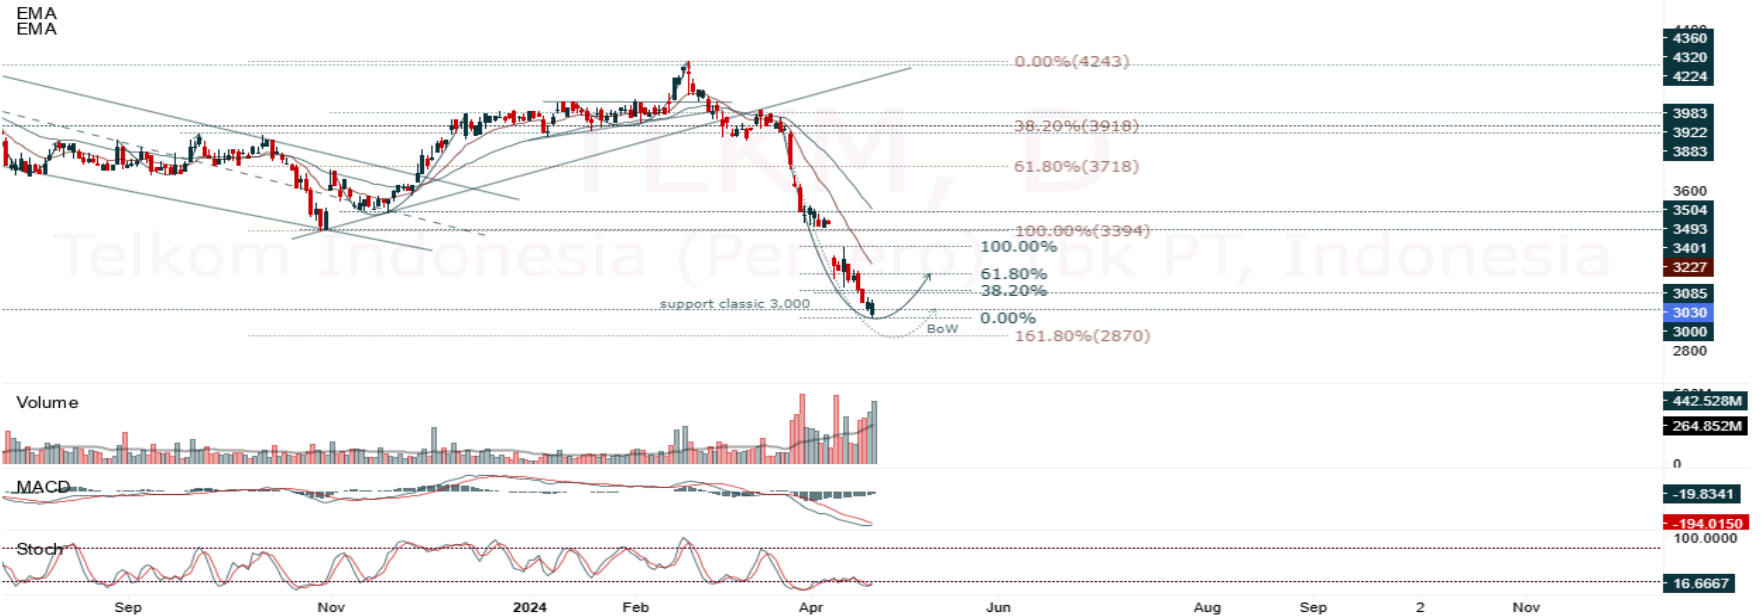 EMA
EMA
4400
4360
0.00%(4243)
4320
4224
3983
38.20%(3918)
3922
3883
TLKM, D
61.80%(3718)
3600
3504
3493
100.00%(3394)
Telkom Indonesia (Persero) Tbk PT, Indonesia
100.00%
3401
61.80%
3227
38.20%
3085
support classic 3,000
3030
0.00%
BoW
3000
161.80%(2870)
2800
Volume
442.528M
264.852M
0
MACD
-19.8341
-194.0150
100.0000
Stoch
16.6667
Sep Nov 2024 Feb Apr Jun Aug Sep 2 Nov